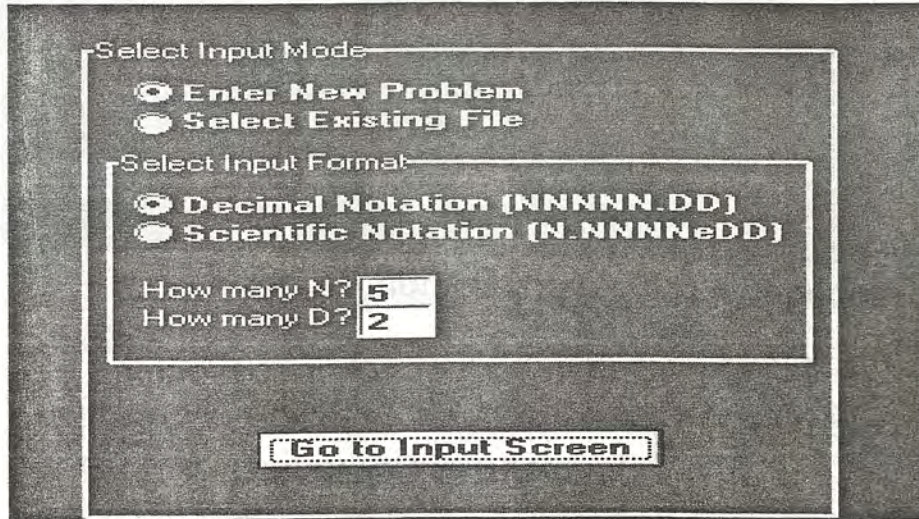 Select Input Mode
Enter New Problem
Select Existing File
Select Input Format
Decimal Notation (NNNNN.DD)
Scientific Notation (N.NNNNeDD)
How many N? 5
How many D? 2
Go to Input Screen